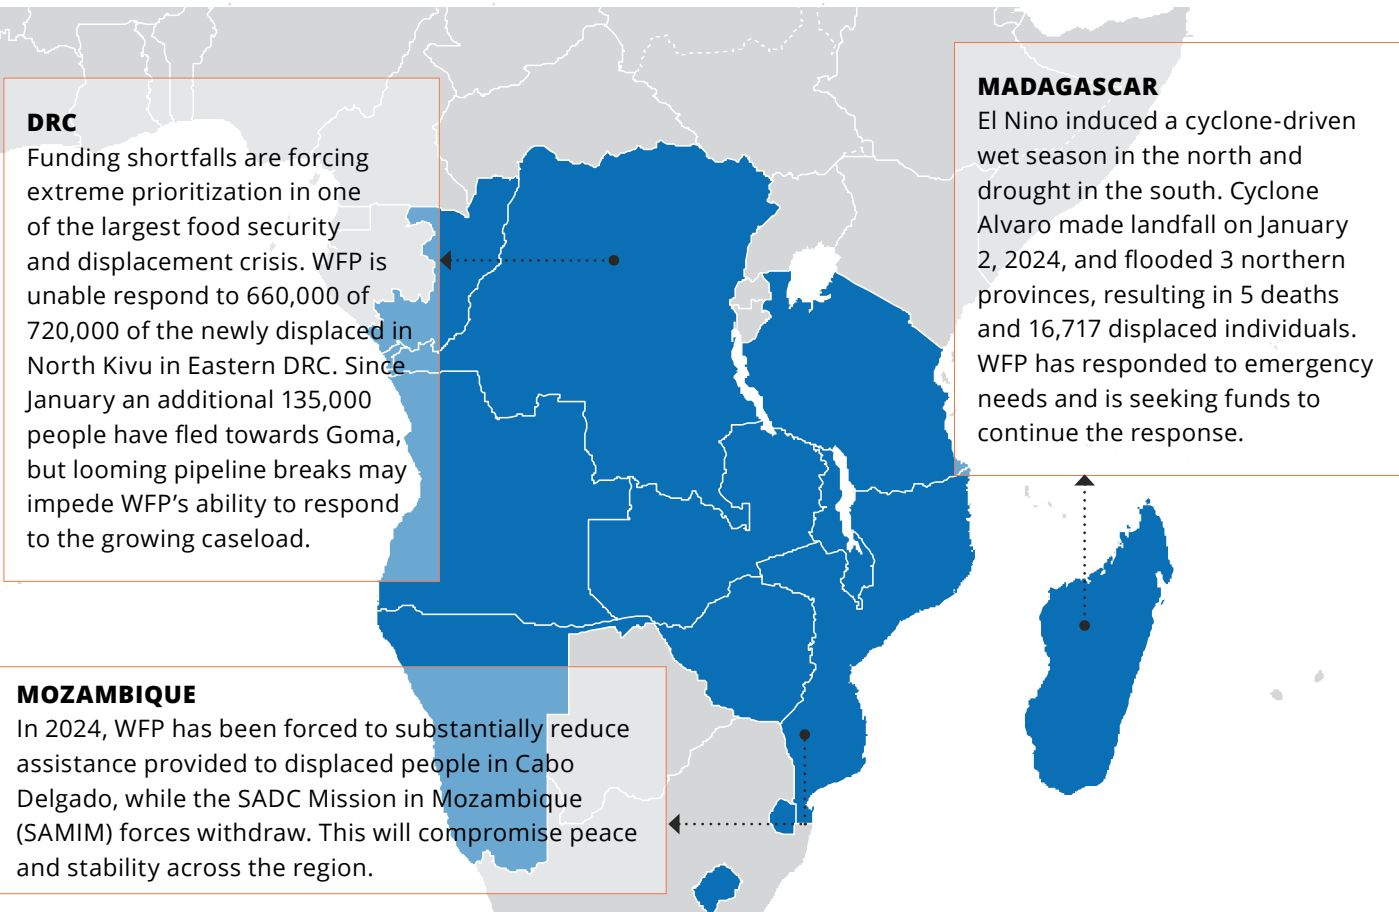 DRC
Funding shortfalls are forcing
extreme prioritization in one
of the largest food security
and displacement crisis. WFP is
unable respond to 660,000 of
720,000 of the newly displaced in
North Kivu in Eastern DRC. Since
January an additional 135,000
people have fled towards Goma,
but looming pipeline breaks may
impede WFP’s ability to respond
to the growing caseload.
MADAGASCAR
El Nino induced a cyclone-driven
wet season in the north and
drought in the south. Cyclone
Alvaro made landfall on January
2, 2024, and flooded 3 northern
provinces, resulting in 5 deaths
and 16,717 displaced individuals.
WFP has responded to emergency
needs and is seeking funds to
continue the response.
MOZAMBIQUE
In 2024, WFP has been forced to substantially reduce
assistance provided to displaced people in Cabo
Delgado, while the SADC Mission in Mozambique
(SAMIM) forces withdraw. This will compromise peace
and stability across the region.